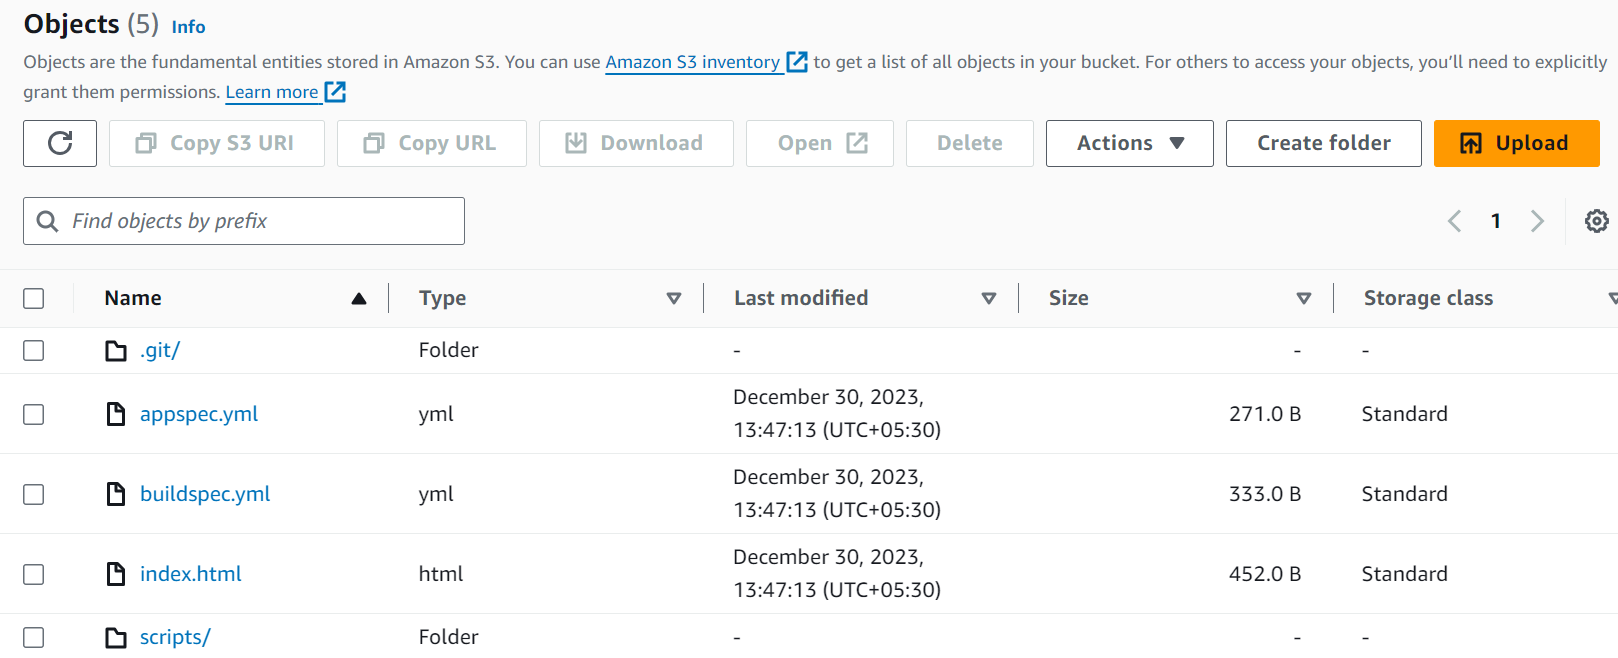 Objects (5) Info
Objects are the fundamental entities stored in Amazon S3. You can use Amazon S3 inventory to get a list of all objects in your bucket. For others to access your objects, you’ll need to explicitly
grant them permissions. Learn more
Copy S3 URI Copy URL Download Open Delete Actions Create folder Upload
Find objects by prefix 1
Name Type Last modified Size Storage class
.git/ Folder - - -
appspec.yml yml December 30, 2023, 13:47:13 (UTC+05:30) 271.0 B Standard
buildspec.yml yml December 30, 2023, 13:47:13 (UTC+05:30) 333.0 B Standard
index.html html December 30, 2023, 13:47:13 (UTC+05:30) 452.0 B Standard
scripts/ Folder - - -